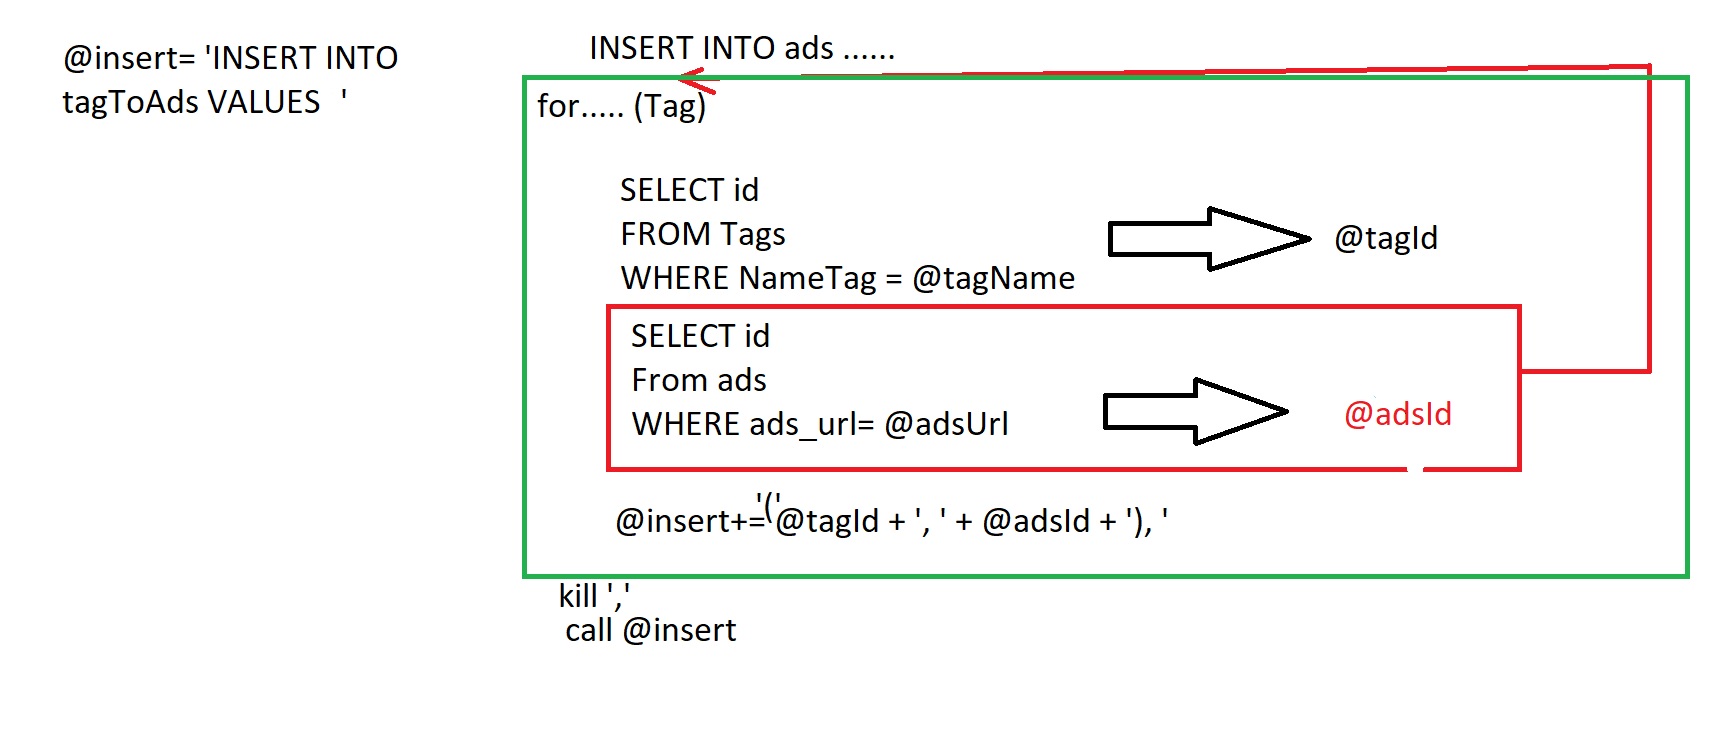 @insert= 'INSERT INTO
tagToAds VALUES  '
INSERT INTO ads ......
for..... (Tag)
SELECT id
FROM Tags
WHERE NameTag = @tagName
@tagId
SELECT id
From ads
WHERE ads_url= @adsUrl
@adsId
@insert+='('@tagId + ', ' + @adsId + '), '
kill ','
call @insert